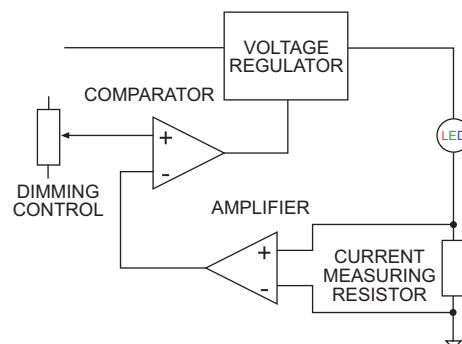 VOLTAGE
REGULATOR
COMPARATOR
+
-
LED
DIMMING
CONTROL
AMPLIFIER
+
-
CURRENT
MEASURING
RESISTOR